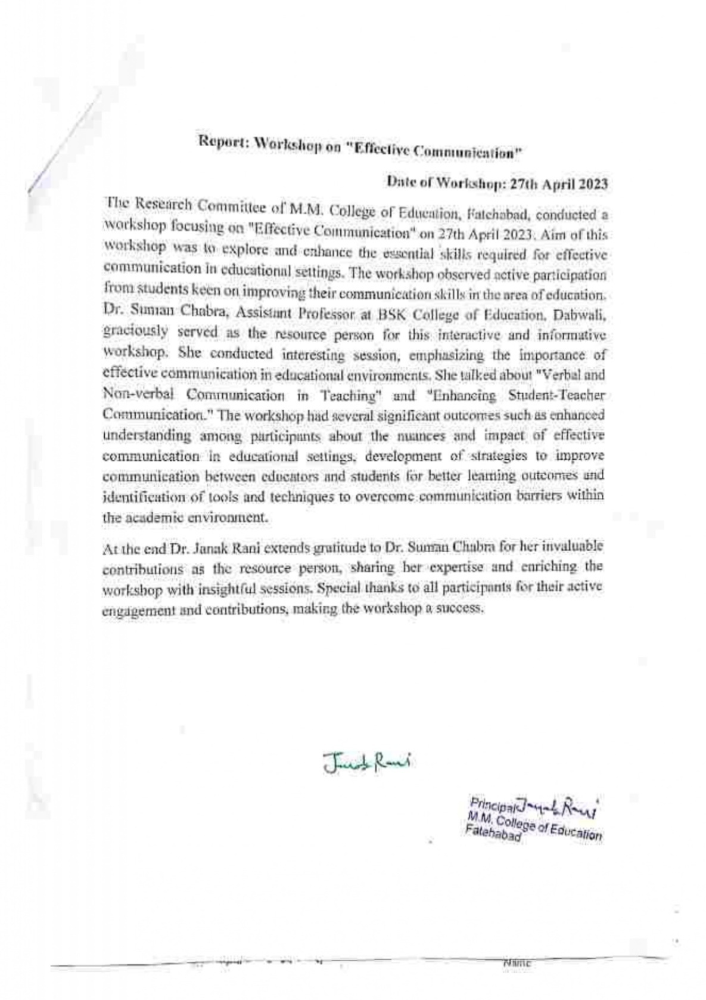 Report: Workshop on "Effective Communication"
Date of Workshop: 27th April 2023
The Research Committee of M.M. College of Education, Fatehabad, conducted a
workshop focusing on "Effective Communication" on 27th April 2023. Aim of this
workshop was to explore and enhance the essential skills required for effective
communication in educational settings. The workshop observed active participation
from students keen on improving their communication skills in the area of education.
Dr. Suman Chabra, Assistant Professor at BSK College of Education, Dabwali,
graciously served as the resource person for this interactive and informative
workshop. She conducted interesting session, emphasizing the importance of
effective communication in educational environments. She talked about "Verbal and
Non-verbal Communication in Teaching" and "Enhancing Student-Teacher
Communication." The workshop had several significant outcomes such as enhanced
understanding among participants about the nuances and impact of effective
communication in educational settings, development of strategies to improve
communication between educators and students for better learning outcomes and
identification of tools and techniques to overcome communication barriers within
the academic environment.
At the end Dr. Janak Rani extends gratitude to Dr. Suman Chabra for her invaluable
contributions as the resource person, sharing her expertise and enriching the
workshop with insightful sessions. Special thanks to all participants for their active
engagement and contributions, making the workshop a success.
Janak Rani
Principal Janak Rani
M.M. College of Education
Fatehabad
Name